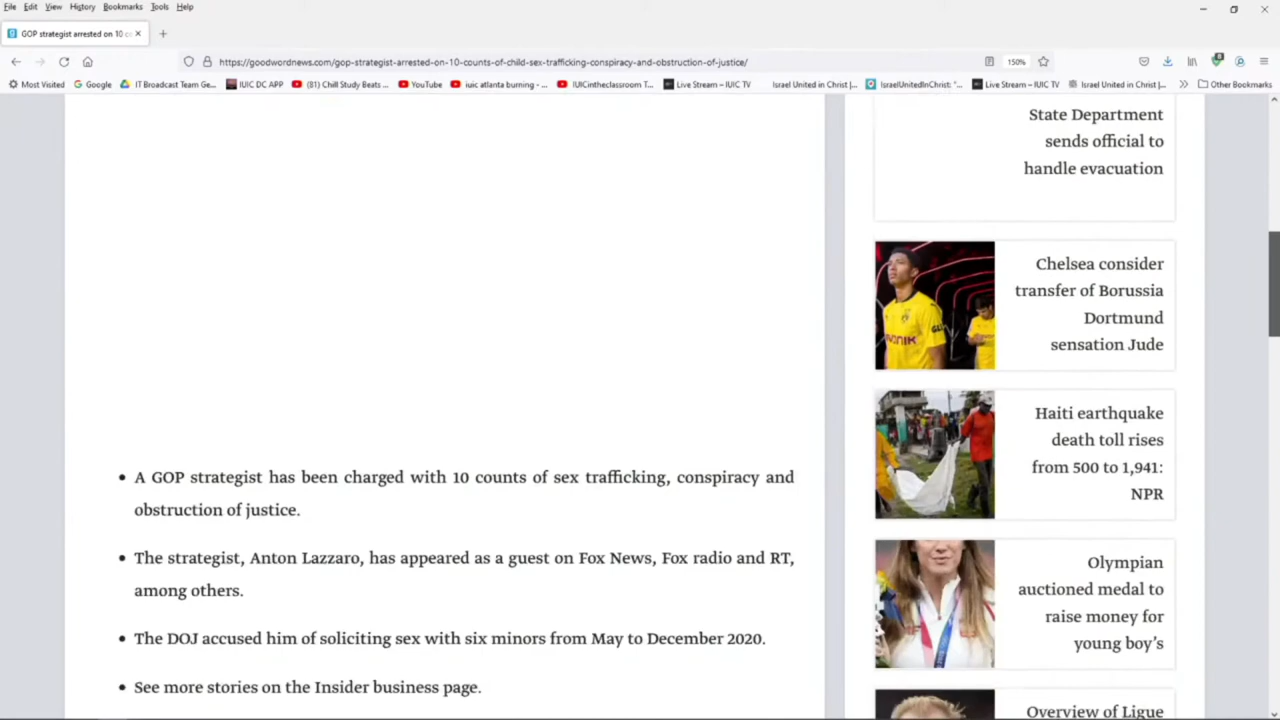 File Edit View History Bookmarks Tools Help
GOP strategist arrested on 10 c
https://goodwordnews.com/gop-strategist-arrested-on-10-counts-of-child-sex-trafficking-conspiracy-and-obstruction-of-justice/
150%
Most Visited Google IT Broadcast Team Ge... IUIC DC APP (81) Chill Study Beats ... YouTube iuic atlanta burning - ... IUICintheclassroom T... Live Stream – IUIC TV Israel United in Christ |... IsraelUnitedInChrist: "... Live Stream – IUIC TV Israel United in Christ |... Other Bookmarks
A GOP strategist has been charged with 10 counts of sex trafficking, conspiracy and
obstruction of justice.
The strategist, Anton Lazzaro, has appeared as a guest on Fox News, Fox radio and RT,
among others.
The DOJ accused him of soliciting sex with six minors from May to December 2020.
See more stories on the Insider business page.
State Department
sends official to
handle evacuation
Chelsea consider
transfer of Borussia
Dortmund
sensation Jude
Haiti earthquake
death toll rises
from 500 to 1,941:
NPR
Olympian
auctioned medal to
raise money for
young boy's
Overview of Ligue